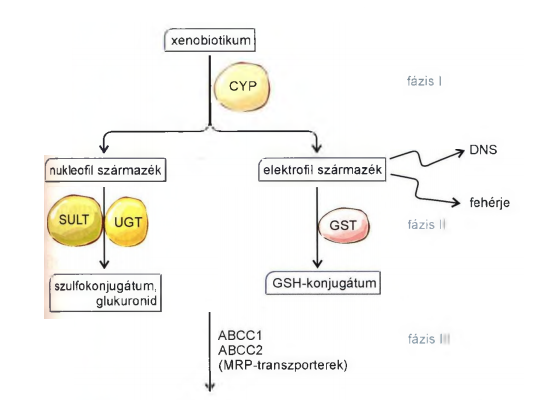 xenobiotikum
CYP
fázis I
nukleofil származék
elektrofil származék
DNS
fehérje
SULT
UGT
GST
fázis II
szulfokonjugátum,
glukuronid
GSH-konjugátum
ABCC1
ABCC2
(MRP-transzporterek)
fázis III